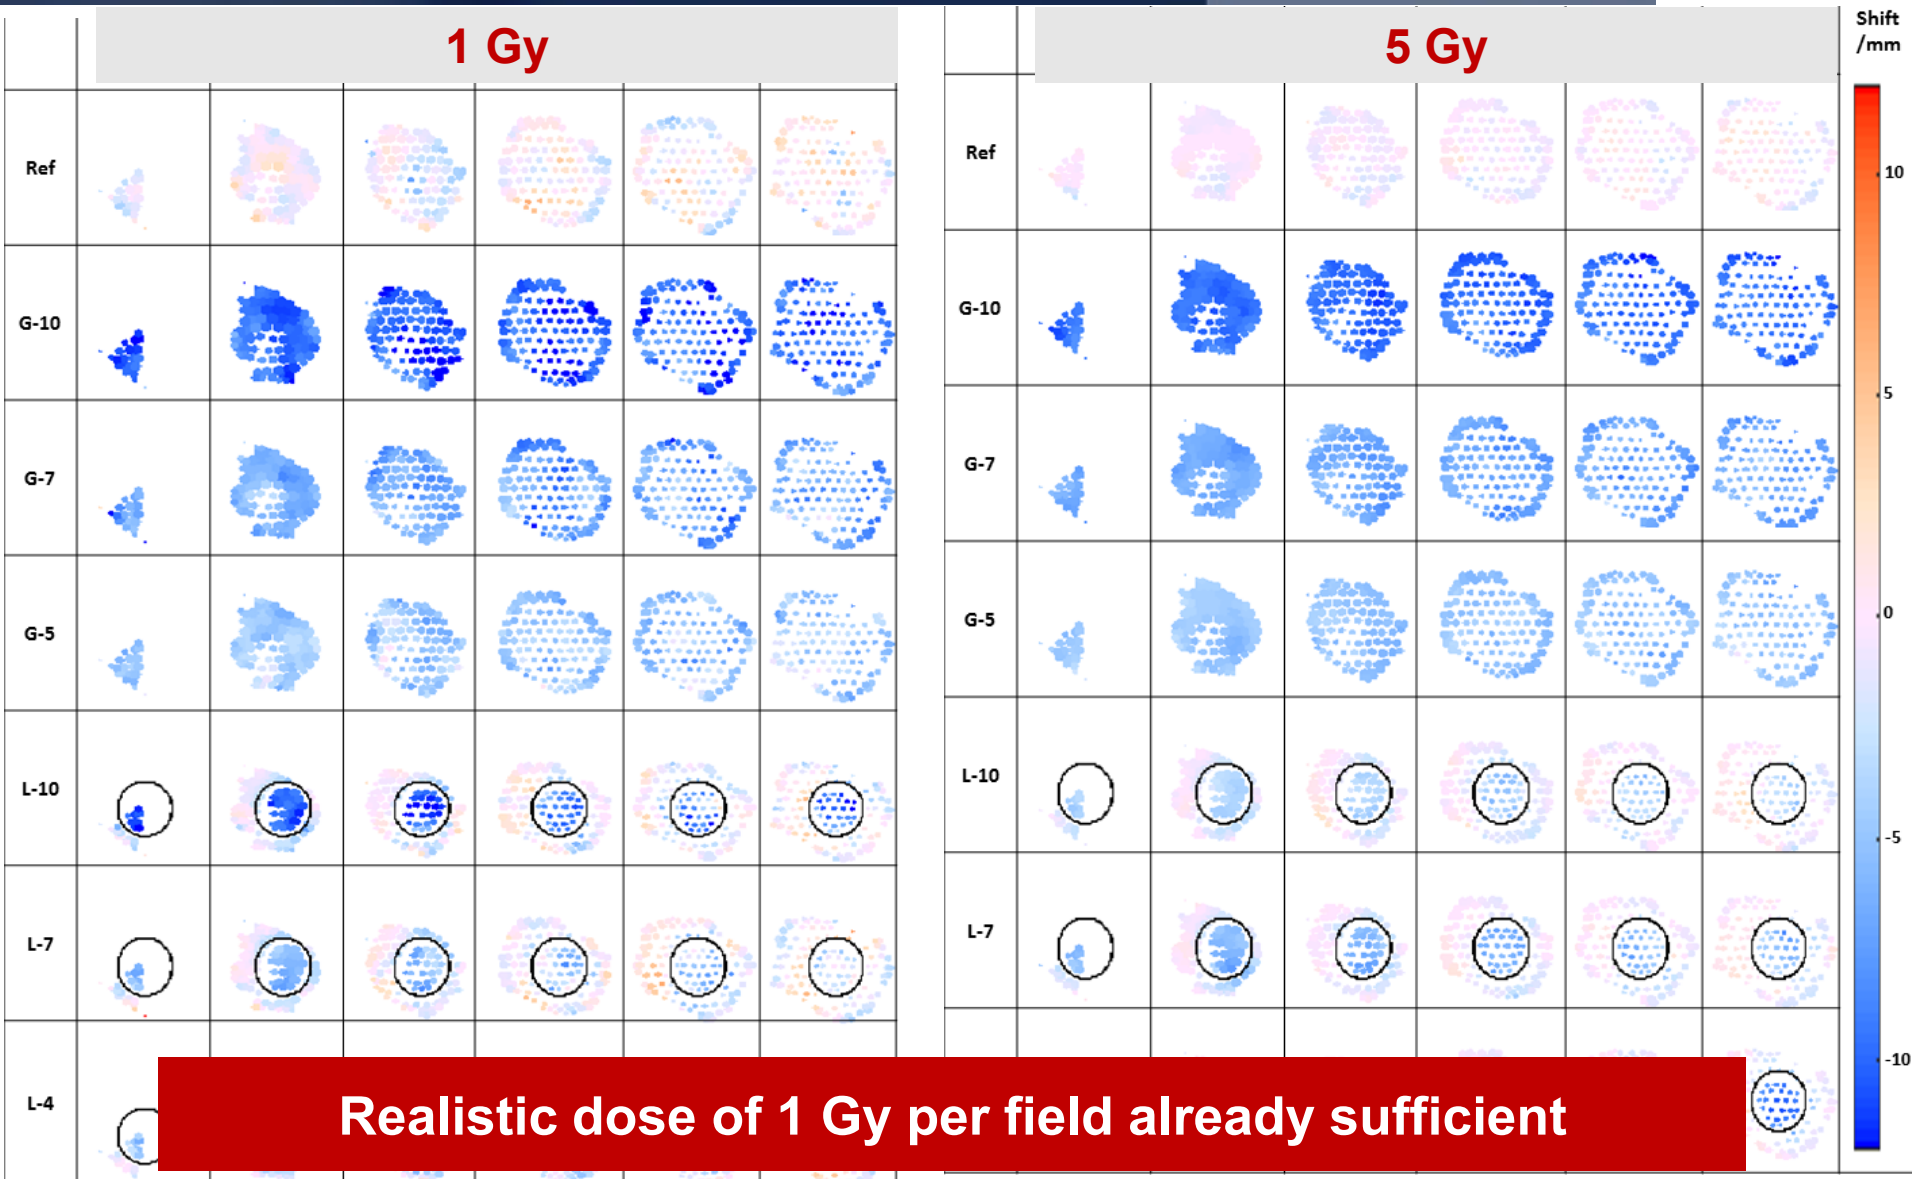 1 Gy
5 Gy
Shift
/mm
Ref
G-10
G-7
G-5
L-10
L-7
L-4
Ref
G-10
G-7
G-5
L-10
L-7
10
5
0
-5
-10
Realistic dose of 1 Gy per field already sufficient